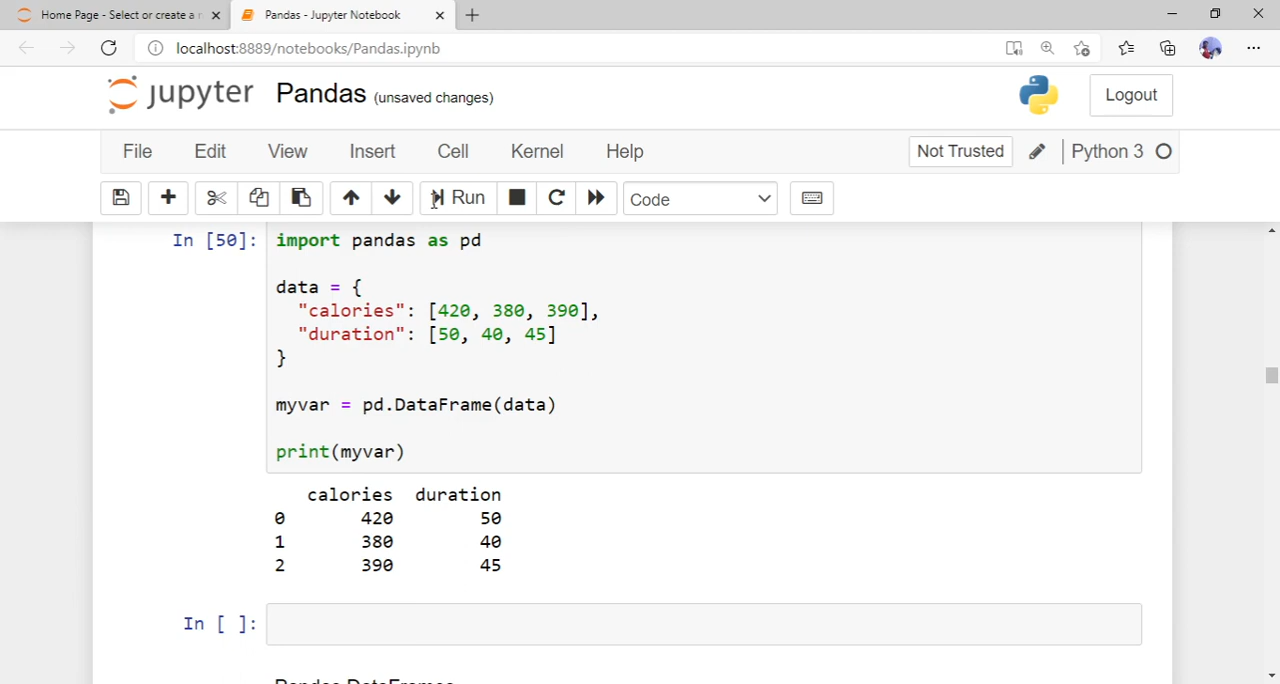 Home Page - Select or create a n
Pandas - Jupyter Notebook
localhost:8889/notebooks/Pandas.ipynb
jupyter Pandas (unsaved changes)
Logout
File Edit View Insert Cell Kernel Help
Not Trusted
Python 3
Run
Code
In [50]: import pandas as pd
data = {
"calories": [420, 380, 390],
"duration": [50, 40, 45]
}
myvar = pd.DataFrame(data)
print(myvar)
calories duration
0 420 50
1 380 40
2 390 45
In [ ]:
Pandas DataFrames